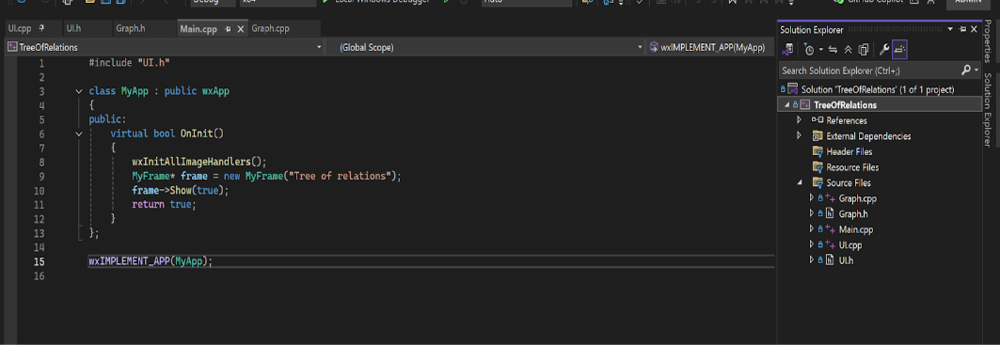 Debug x64 Local Windows Debugger Auto GitHub Copilot ADMIN
UI.cpp UI.h Graph.h Main.cpp Graph.cpp
TreeOfRelations (Global Scope) wxIMPLEMENT_APP(MyApp)
1 #include "UI.h"
2
3 class MyApp : public wxApp
4 {
5 public:
6 virtual bool OnInit()
7 {
8 wxInitAllImageHandlers();
9 MyFrame* frame = new MyFrame("Tree of relations");
10 frame->Show(true);
11 return true;
12 }
13 };
14
15 wxIMPLEMENT_APP(MyApp);
16
Solution Explorer
Search Solution Explorer (Ctrl+;)
Solution 'TreeOfRelations' (1 of 1 project)
TreeOfRelations
References
External Dependencies
Header Files
Resource Files
Source Files
Graph.cpp
Graph.h
Main.cpp
UI.cpp
UI.h
Properties
Solution Explorer